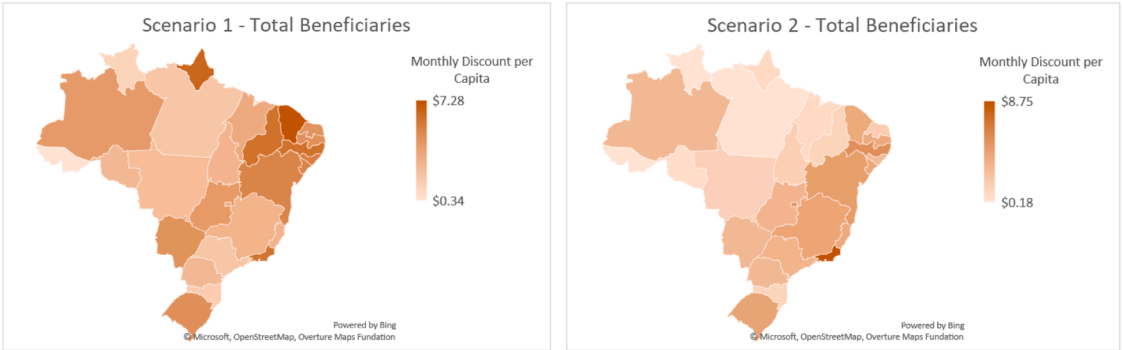 Scenario 1 - Total Beneficiaries
Monthly Discount per
Capita
$7.28
$0.34
Powered by Bing
© Microsoft, OpenStreetMap, Overture Maps Fundation
Scenario 2 - Total Beneficiaries
Monthly Discount per
Capita
$8.75
$0.18
Powered by Bing
© Microsoft, OpenStreetMap, Overture Maps Fundation